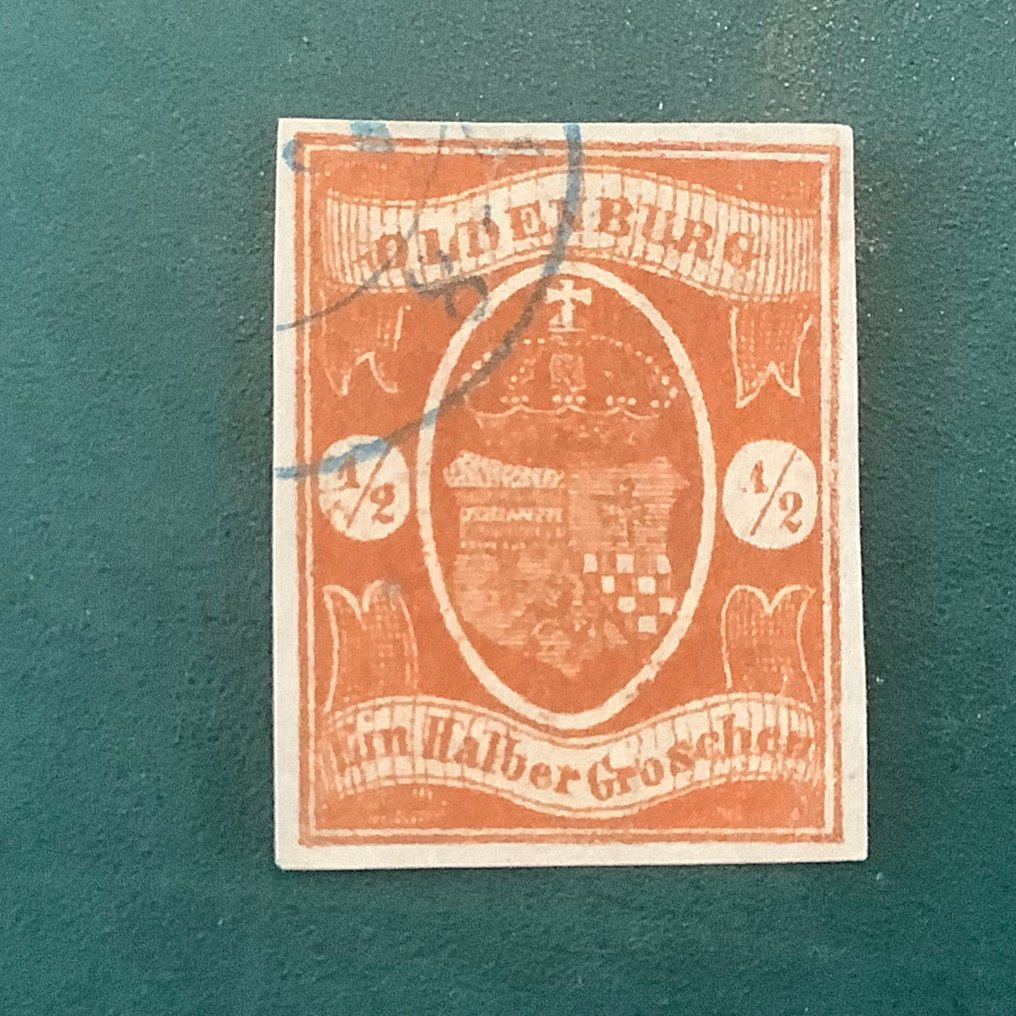 OLDENBURG
1/2
1/2
Ein Halber Groschen